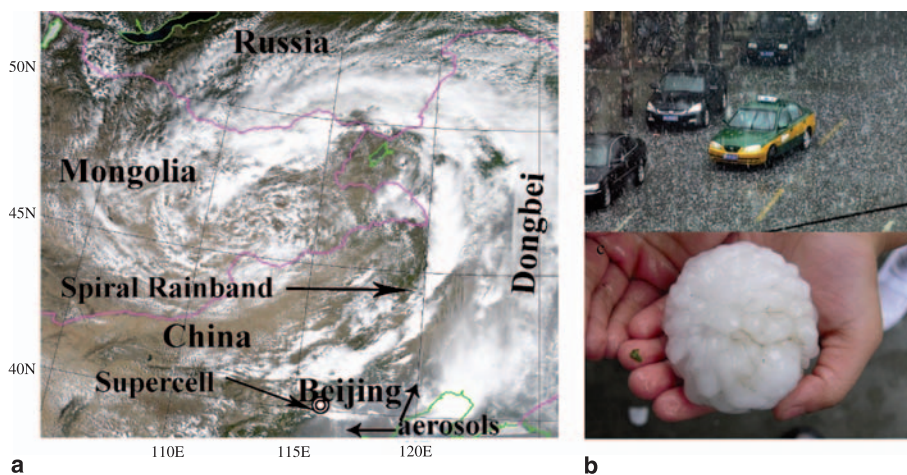 a
50N
45N
40N
Russia
Mongolia
Dongbei
Spiral Rainband
China
Supercell
Beijing
aerosols
110E
115E
120E
b
c